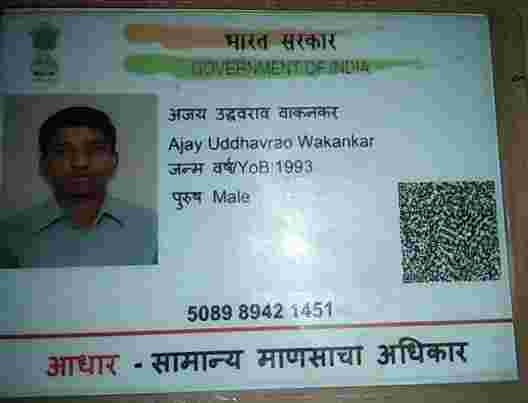 भारत सरकार
GOVERNMENT OF INDIA
अजय उद्धवराव वाकनकर
Ajay Uddhavrao Wakankar
जन्म वर्ष/YoB:1993
पुरुष Male
5089 8942 1451
आधार - सामान्य माणसाचा अधिकार